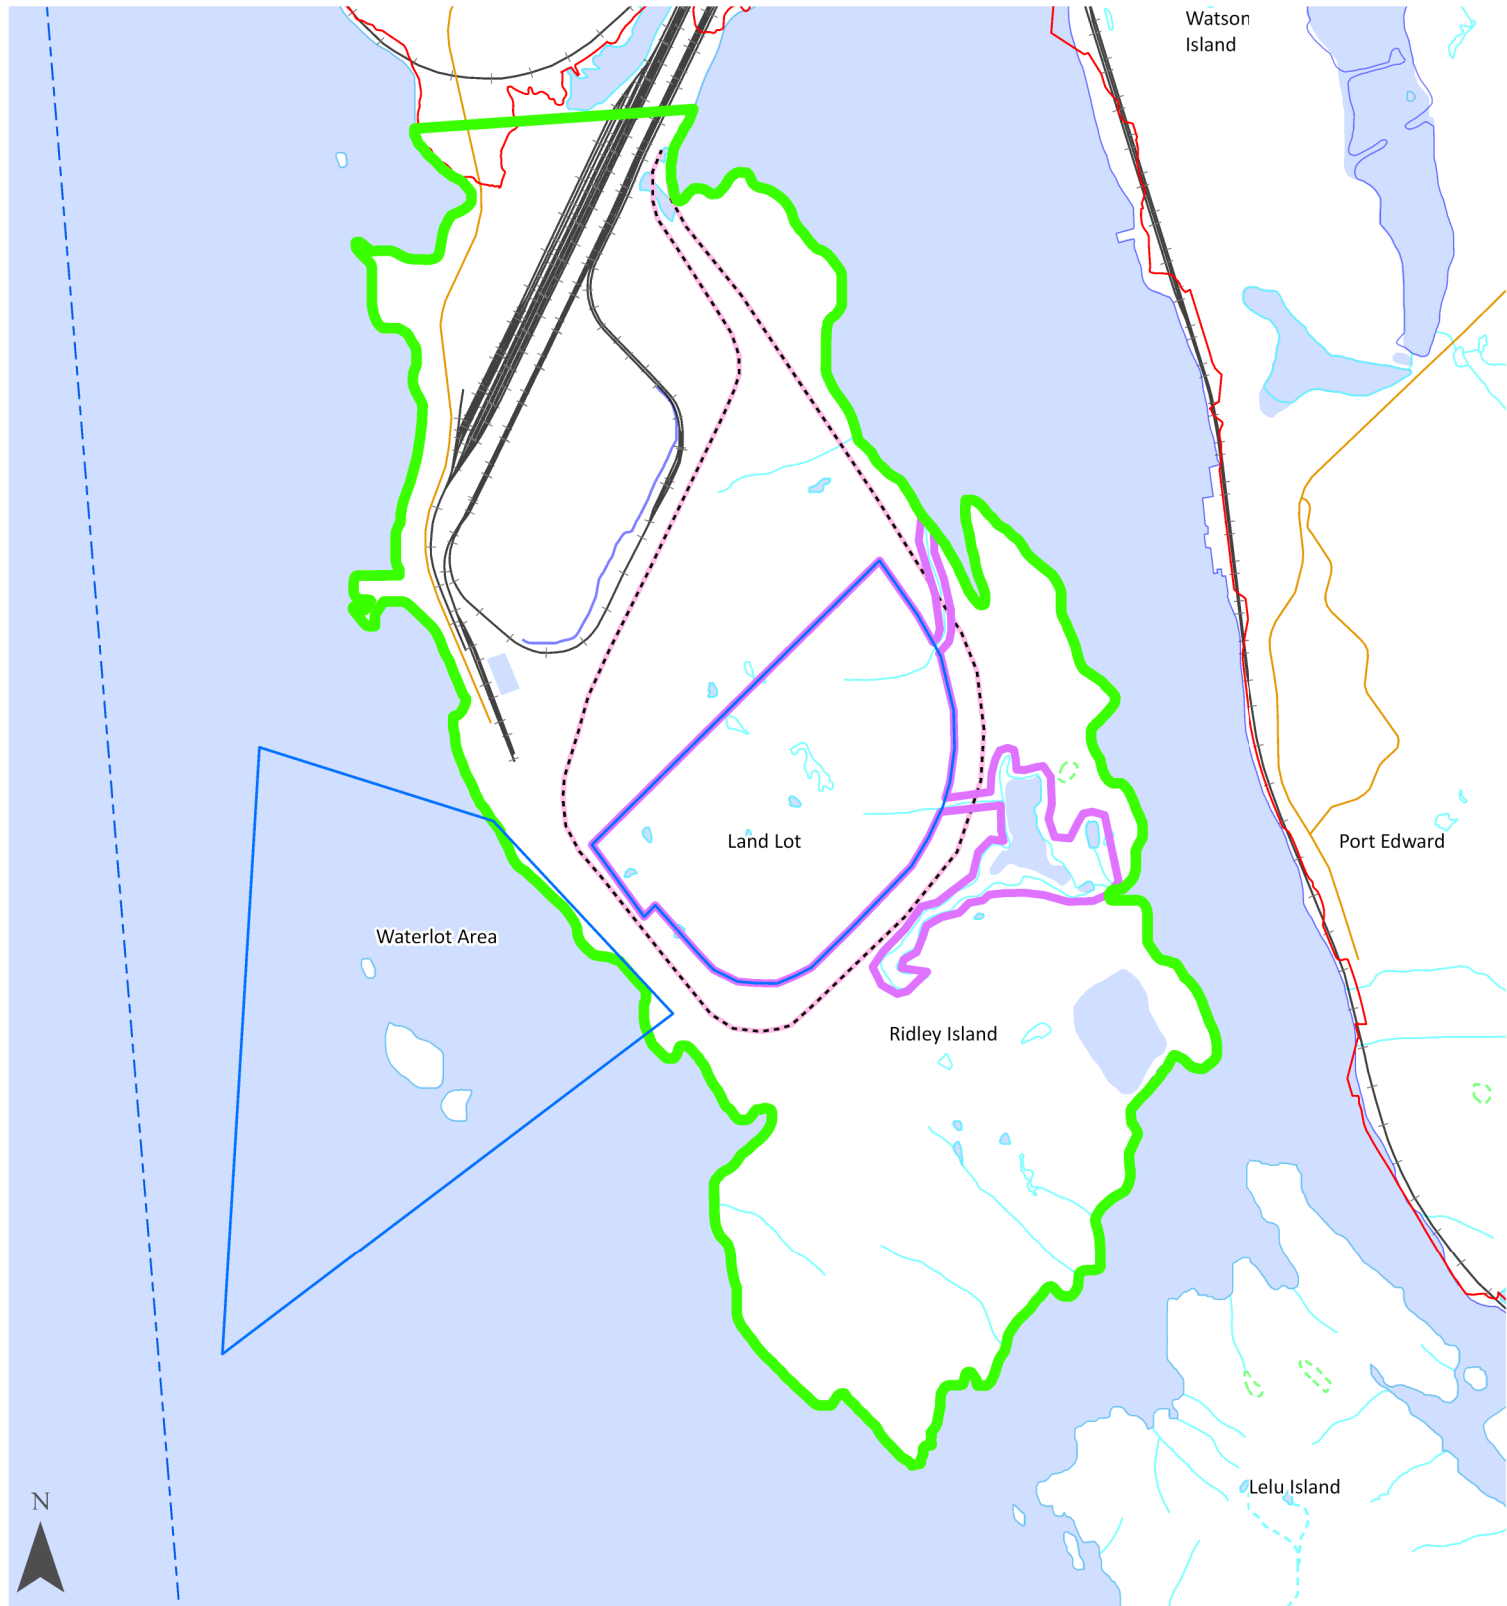 Watson
Island
Land Lot
Port Edward
Waterlot Area
Ridley Island
Lelu Island
N